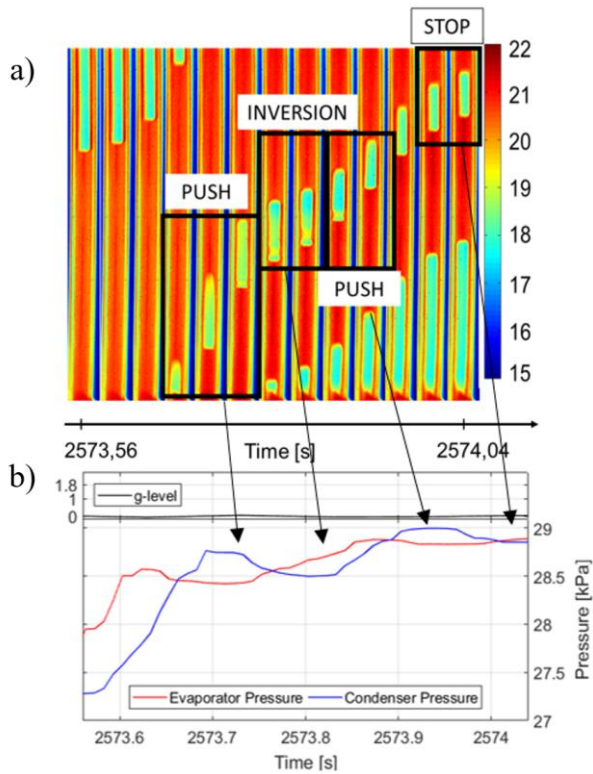 STOP
a)
22
21
INVERSION
20
PUSH
19
18
17
PUSH
16
15
2573,56 Time [s] 2574,04
b)
1.8
1
0
g-level
29
28.5
28
27.5
27
Pressure [kPa]
Evaporator Pressure Condenser Pressure
2573.6 2573.7 2573.8 2573.9 2574
Time [s]